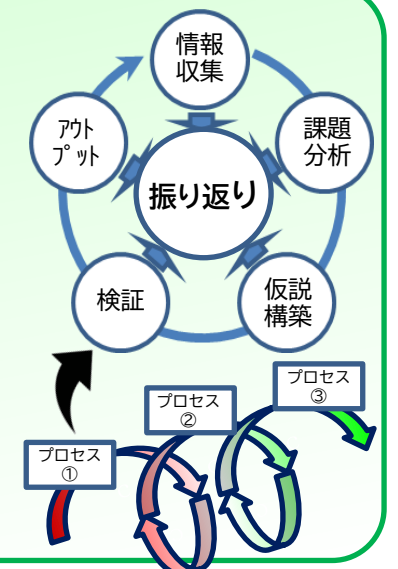 情報
収集
課題
分析
仮説
構築
検証
ｱｳﾄ
ﾌﾟｯﾄ
振り返り
プロセス
①
プロセス
②
プロセス
③